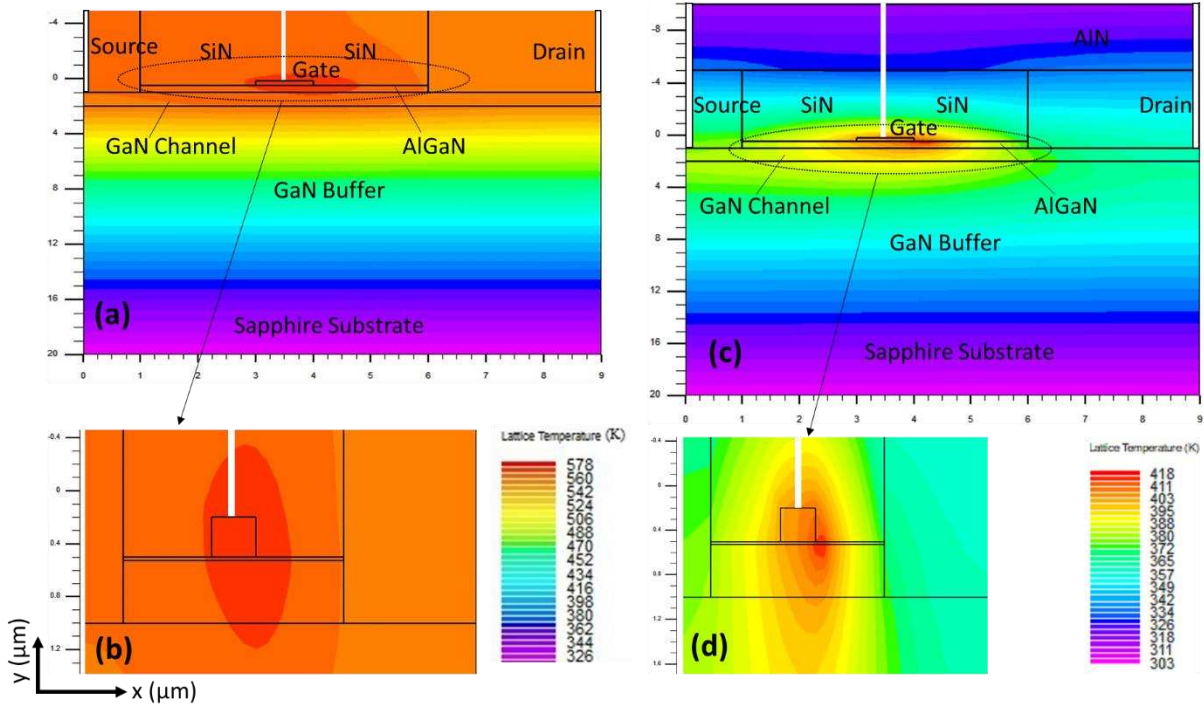 Source SiN SiN Drain
Gate
GaN Channel AlGaN
GaN Buffer
(a)
Sapphire Substrate
-4
0
4
8
12
16
20
0 1 2 3 4 5 6 7 8 9
AlN
Source SiN SiN Drain
Gate
GaN Channel AlGaN
GaN Buffer
(c)
Sapphire Substrate
-8
-4
0
4
8
12
16
20
0 1 2 3 4 5 6 7 8 9
-0.4
0
0.4
0.8
1.2
(b)
Lattice Temperature (K)
578
560
542
524
506
488
470
452
434
416
398
380
362
344
326
-0.4
0
0.4
0.8
1.2
1.6
(d)
Lattice Temperature (K)
418
411
403
395
388
380
372
365
357
349
342
334
326
318
311
303
y (μm)
x (μm)